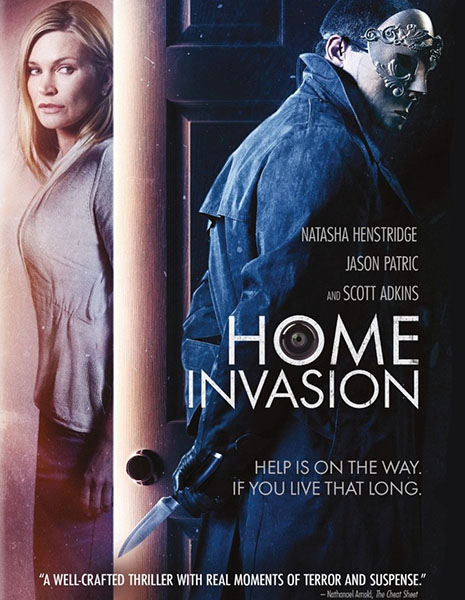 NATASHA HENSTRIDGE
JASON PATRIC
AND SCOTT ADKINS
HOME
INVASION
HELP IS ON THE WAY.
IF YOU LIVE THAT LONG.
“A WELL-CRAFTED THRILLER WITH REAL MOMENTS OF TERROR AND SUSPENSE.”
– Nathanael Arnold, The Cheat Sheet